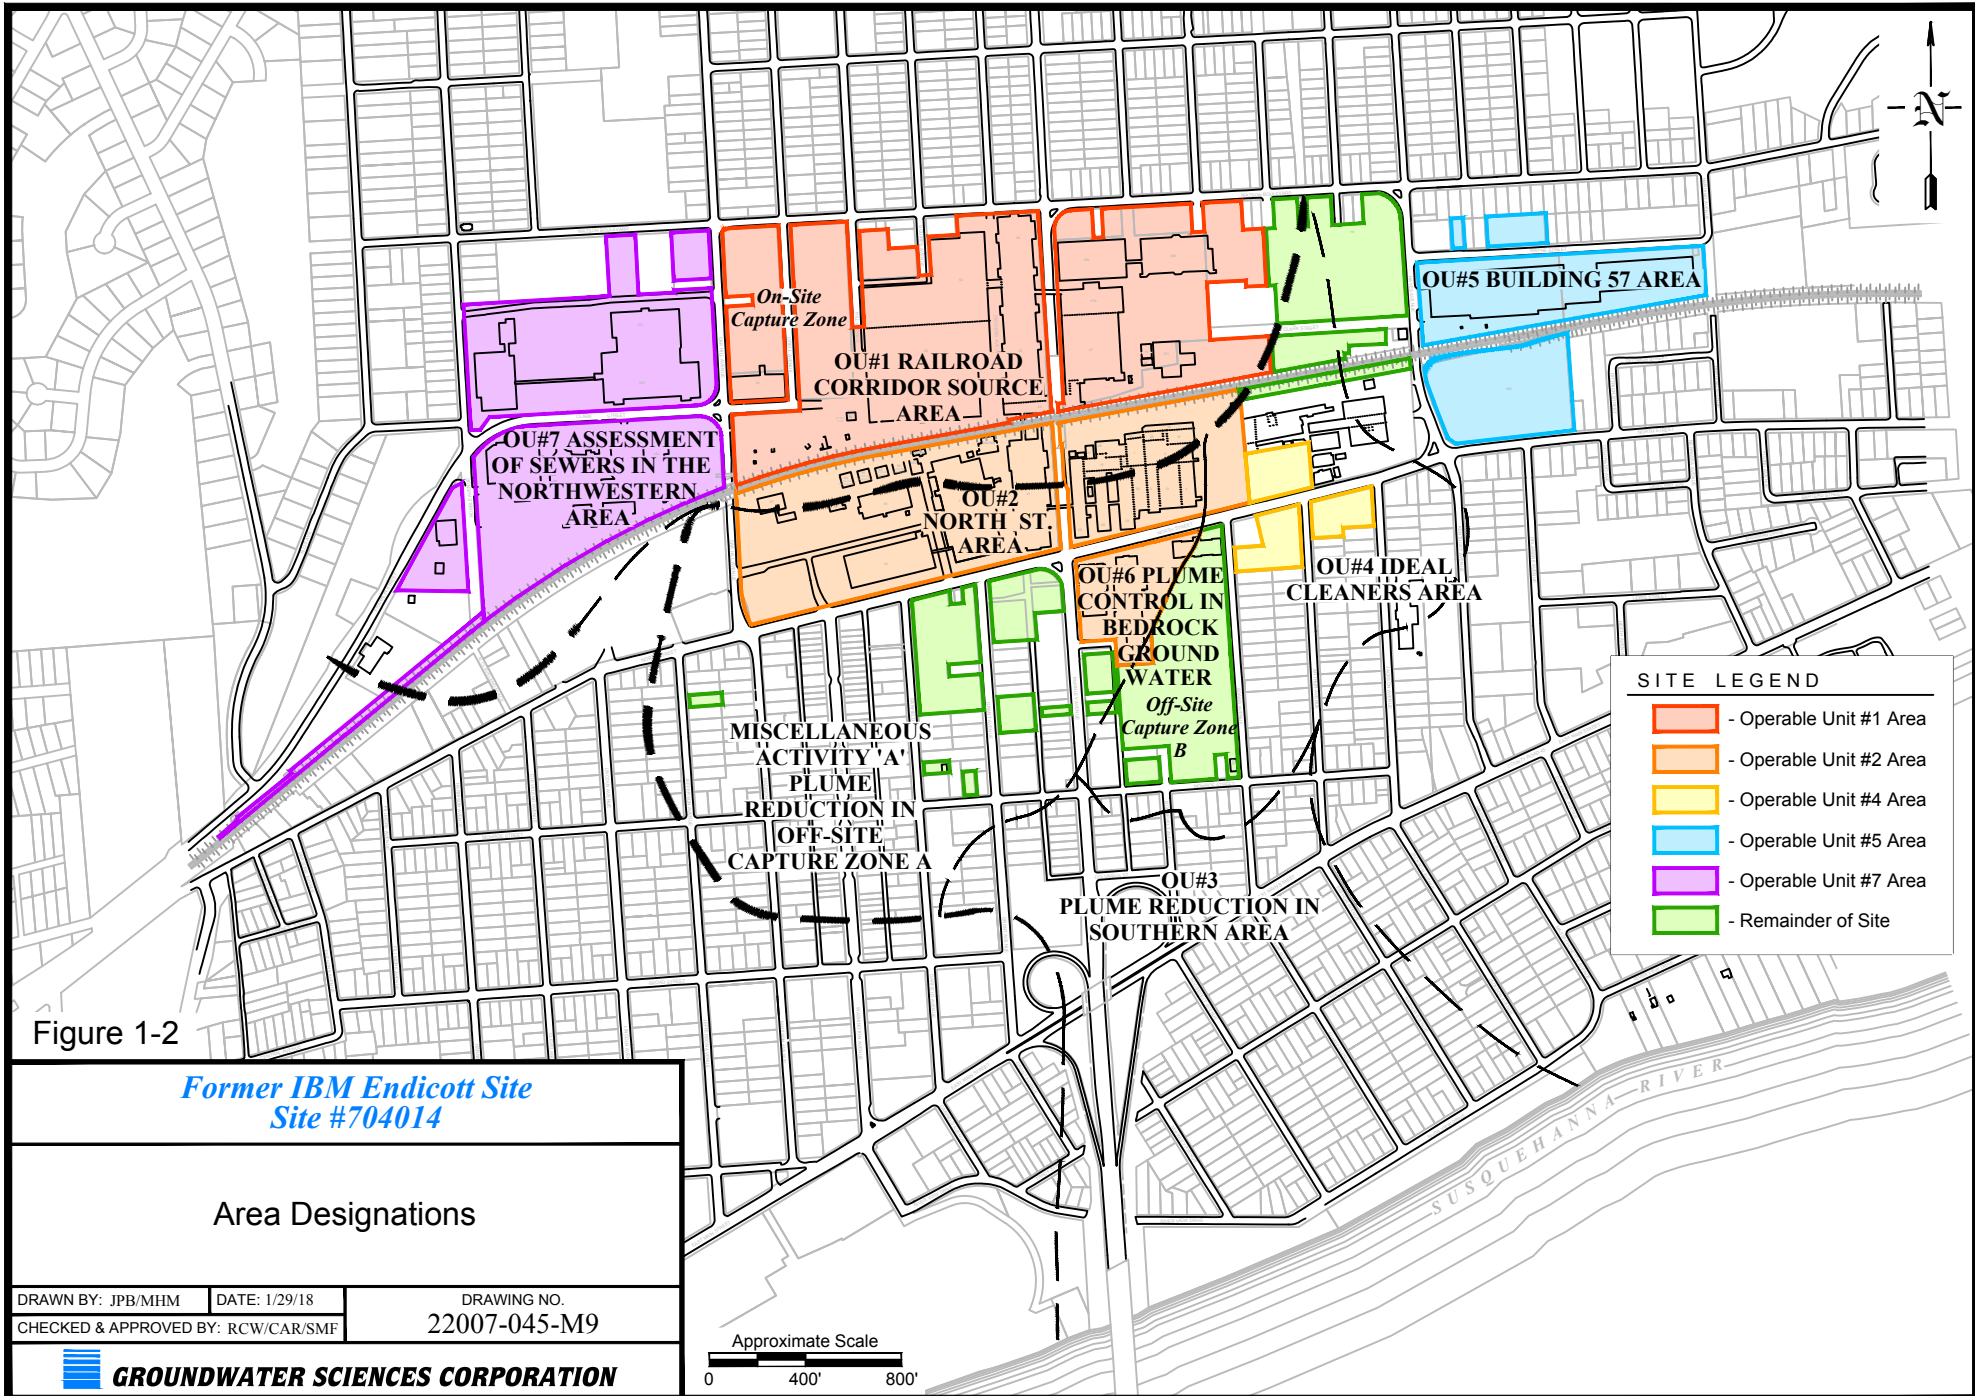 N
On-Site
Capture Zone
OU#1 RAILROAD
CORRIDOR SOURCE
AREA
OU#5 BUILDING 57 AREA
OU#7 ASSESSMENT
OF SEWERS IN THE
NORTHWESTERN
AREA
OU#2
NORTH ST.
AREA
OU#6 PLUME
CONTROL IN
BEDROCK
GROUND
WATER
Off-Site
Capture Zone
B
OU#4 IDEAL
CLEANERS AREA
MISCELLANEOUS
ACTIVITY 'A'
PLUME
REDUCTION IN
OFF-SITE
CAPTURE ZONE A
OU#3
PLUME REDUCTION IN
SOUTHERN AREA
SITE LEGEND
- Operable Unit #1 Area
- Operable Unit #2 Area
- Operable Unit #4 Area
- Operable Unit #5 Area
- Operable Unit #7 Area
- Remainder of Site
SUSQUEHANNA RIVER
Figure 1-2
Former IBM Endicott Site
Site #704014
Area Designations
DRAWN BY: JPB/MHM
DATE: 1/29/18
CHECKED & APPROVED BY: RCW/CAR/SMF
DRAWING NO.
22007-045-M9
GROUNDWATER SCIENCES CORPORATION
Approximate Scale
0 400' 800'